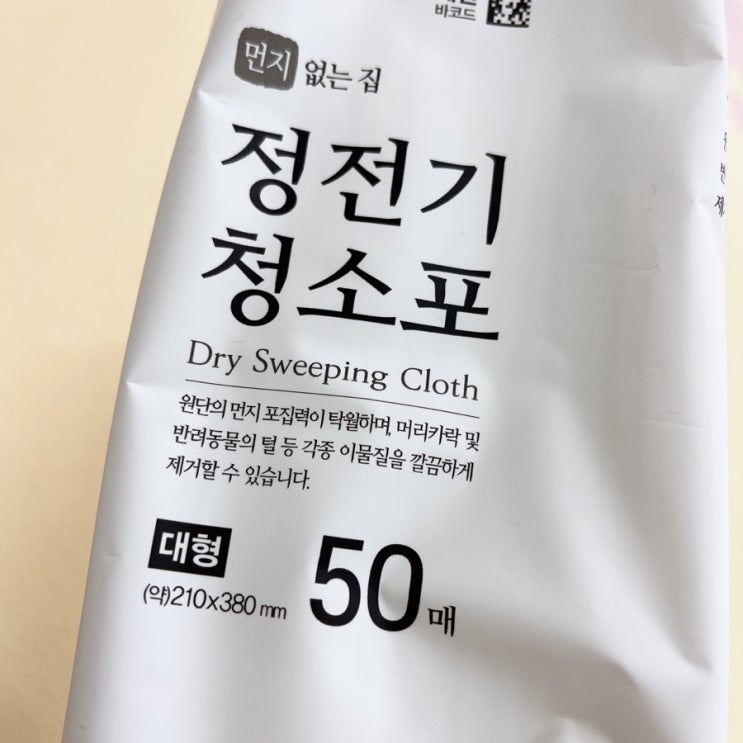 바코드
먼지 없는 집
정전기
청소포
Dry Sweeping Cloth
원단의 먼지 포집력이 탁월하며, 머리카락 및
반려동물의 털 등 각종 이물질을 깔끔하게
제거할 수 있습니다.
대형
(약)210x380 mm
50매